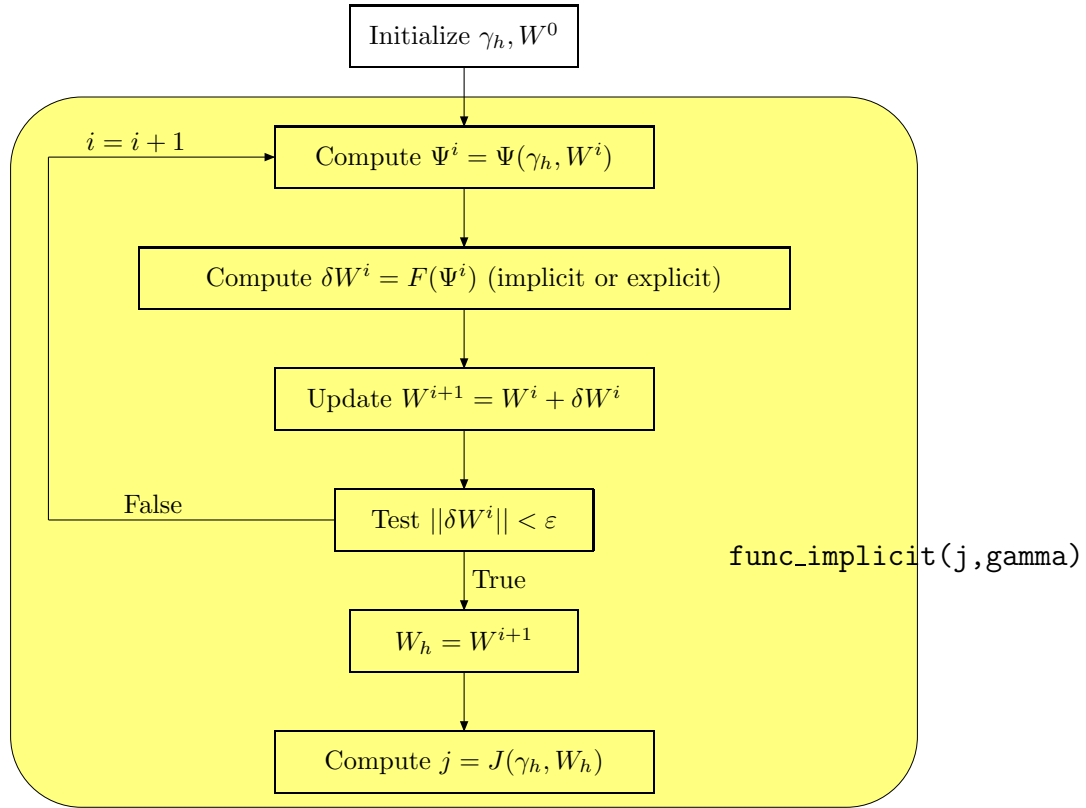 Initialize γ_h, W^0
i = i + 1
Compute Ψ^i = Ψ(γ_h, W^i)
Compute δW^i = F(Ψ^i) (implicit or explicit)
Update W^{i+1} = W^i + δW^i
False
Test ||δW^i|| < ε
func_implicit(j,gamma)
True
W_h = W^{i+1}
Compute j = J(γ_h, W_h)